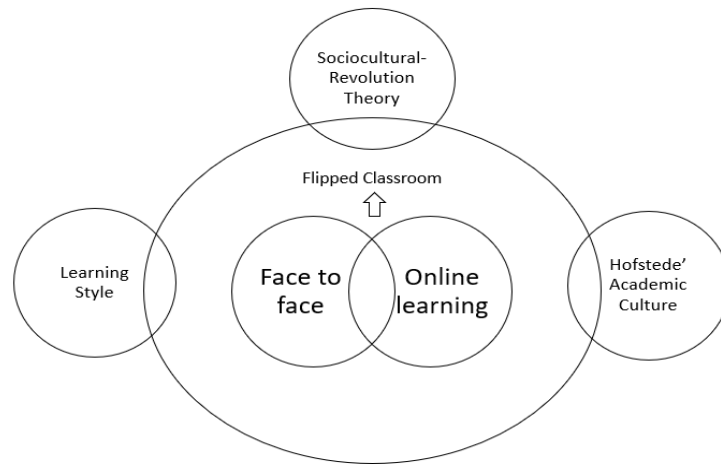 Sociocultural-
Revolution
Theory
Flipped Classroom
Learning
Style
Face to
face
Online
learning
Hofstede’
Academic
Culture